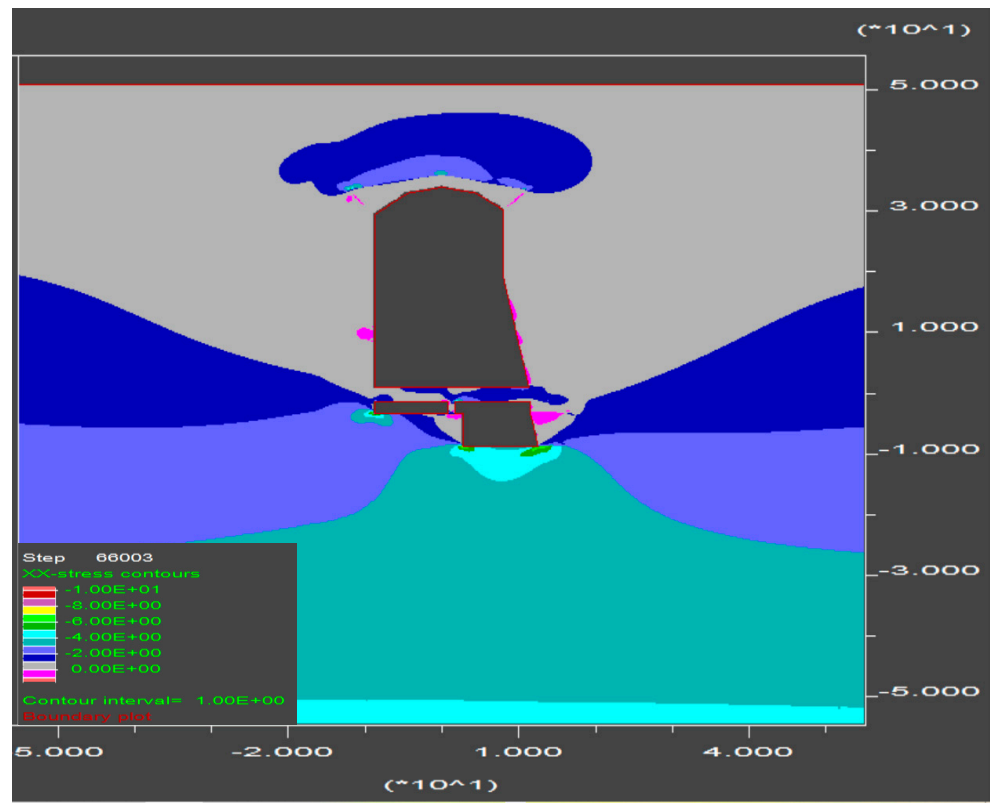 (*10^1)
5.000
3.000
1.000
-1.000
-3.000
-5.000
Step 66003
XX-stress contours
-1.00E+01
-8.00E+00
-6.00E+00
-4.00E+00
-2.00E+00
0.00E+00
Contour interval= 1.00E+00
Boundary plot
5.000 -2.000 1.000 4.000
(*10^1)